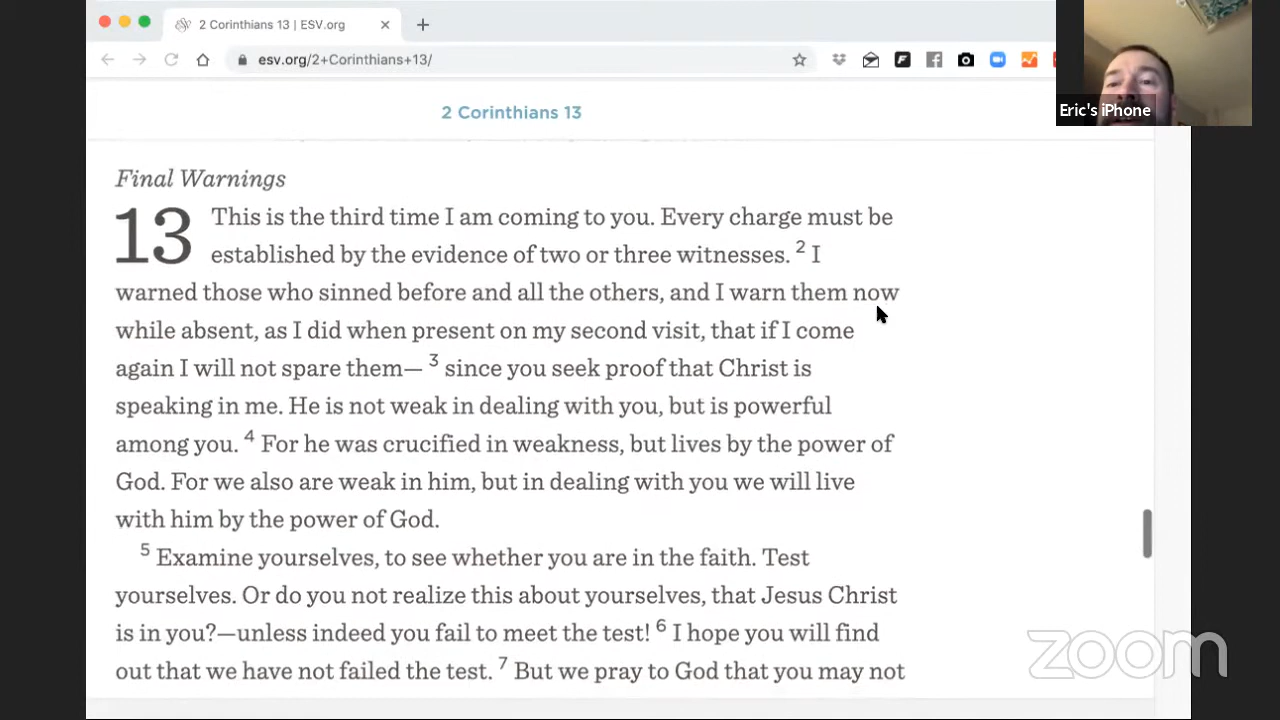 2 Corinthians 13 | ESV.org
esv.org/2+Corinthians+13/
Eric's iPhone
2 Corinthians 13
Final Warnings
13 This is the third time I am coming to you. Every charge must be
established by the evidence of two or three witnesses. 2 I
warned those who sinned before and all the others, and I warn them now
while absent, as I did when present on my second visit, that if I come
again I will not spare them— 3 since you seek proof that Christ is
speaking in me. He is not weak in dealing with you, but is powerful
among you. 4 For he was crucified in weakness, but lives by the power of
God. For we also are weak in him, but in dealing with you we will live
with him by the power of God.
5 Examine yourselves, to see whether you are in the faith. Test
yourselves. Or do you not realize this about yourselves, that Jesus Christ
is in you?—unless indeed you fail to meet the test! 6 I hope you will find
out that we have not failed the test. 7 But we pray to God that you may not
zoom